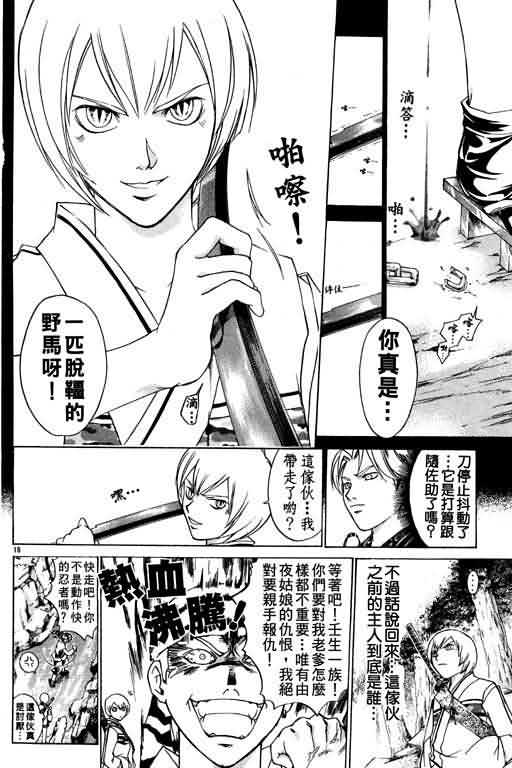 滴答…
啪…
你真是…
停住…
啪嚓！
一匹脫韁的
野馬呀！
滴…
刀停止抖動了
…它是打算跟
隨佐助了嗎？
這傢伙…我
帶走了喲？
嘿…
不過話說回來…這傢伙
之前的主人到底是誰…
等著吧！壬生一族！
你們要對我老爹怎麼
樣都不重要…唯有由
夜姑娘的仇恨，我絕
對要親手報仇！
熱血
沸騰！！
快走吧！你
不是動作快
的忍者嗎？
這傢伙真
是討厭…
18